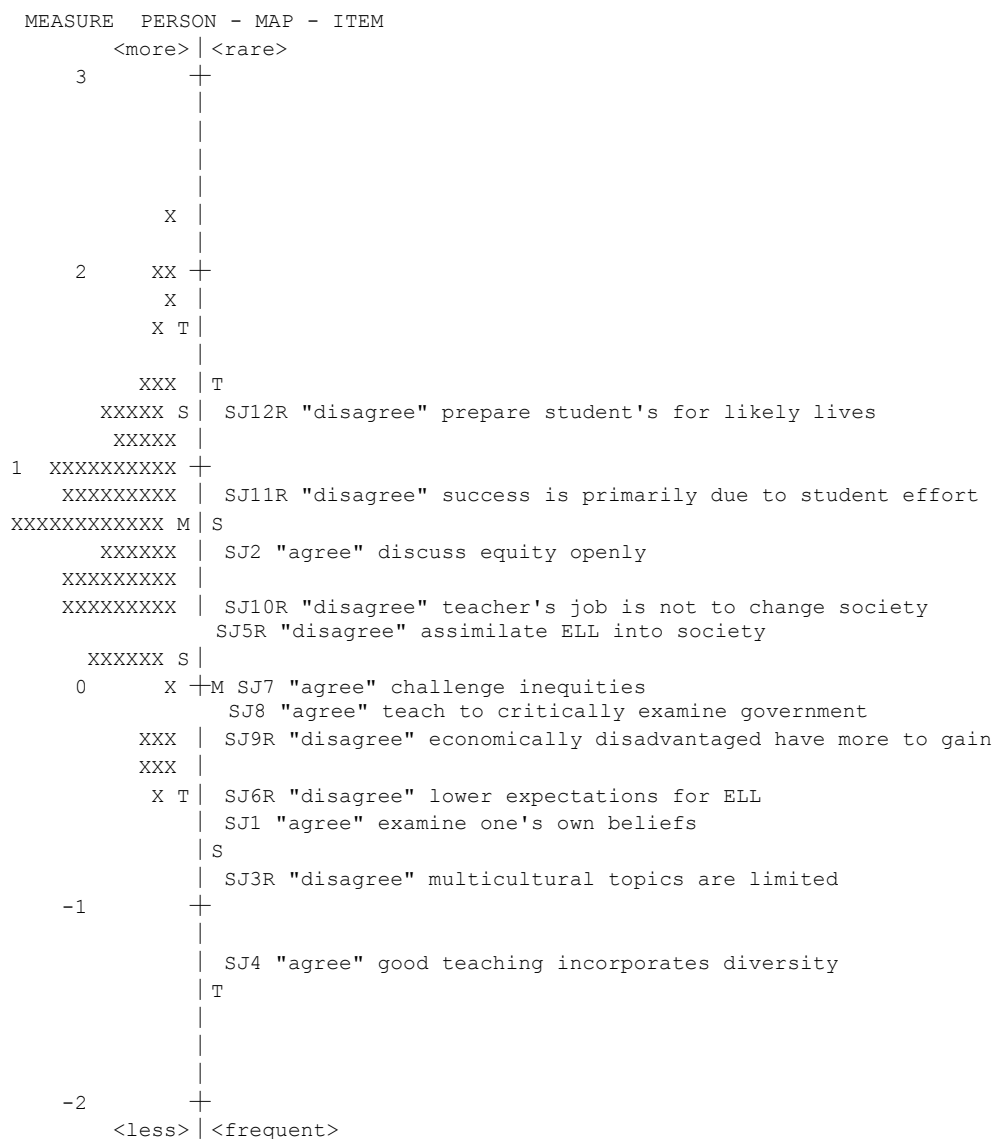 MEASURE PERSON - MAP - ITEM
<more>|<rare>
3 +
|
|
|
|
X |
|
2 XX +
X |
X T|
|
XXX |T
XXXXX S| SJ12R "disagree" prepare student's for likely lives
XXXXX |
1 XXXXXXXXXX +
XXXXXXXXX | SJ11R "disagree" success is primarily due to student effort
XXXXXXXXXXXX M|S
XXXXXX | SJ2 "agree" discuss equity openly
XXXXXXXXX |
XXXXXXXXX | SJ10R "disagree" teacher's job is not to change society
SJ5R "disagree" assimilate ELL into society
XXXXXX S|
0 X +M SJ7 "agree" challenge inequities
SJ8 "agree" teach to critically examine government
XXX | SJ9R "disagree" economically disadvantaged have more to gain
XXX |
X T| SJ6R "disagree" lower expectations for ELL
| SJ1 "agree" examine one's own beliefs
|S
| SJ3R "disagree" multicultural topics are limited
-1 +
|
| SJ4 "agree" good teaching incorporates diversity
|T
|
|
|
-2 +
<less>|<frequent>